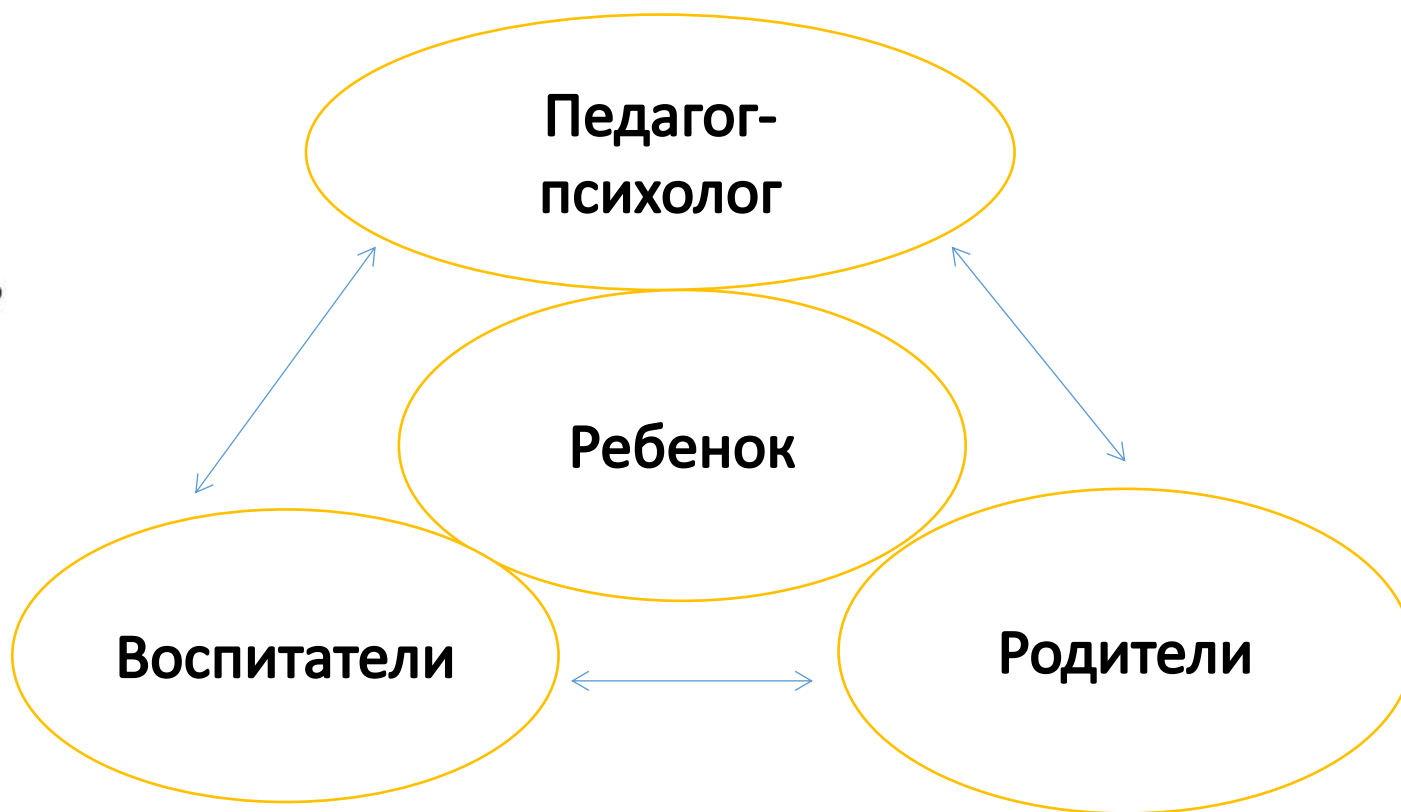 Педагог-
психолог
Ребенок
Воспитатели
Родители